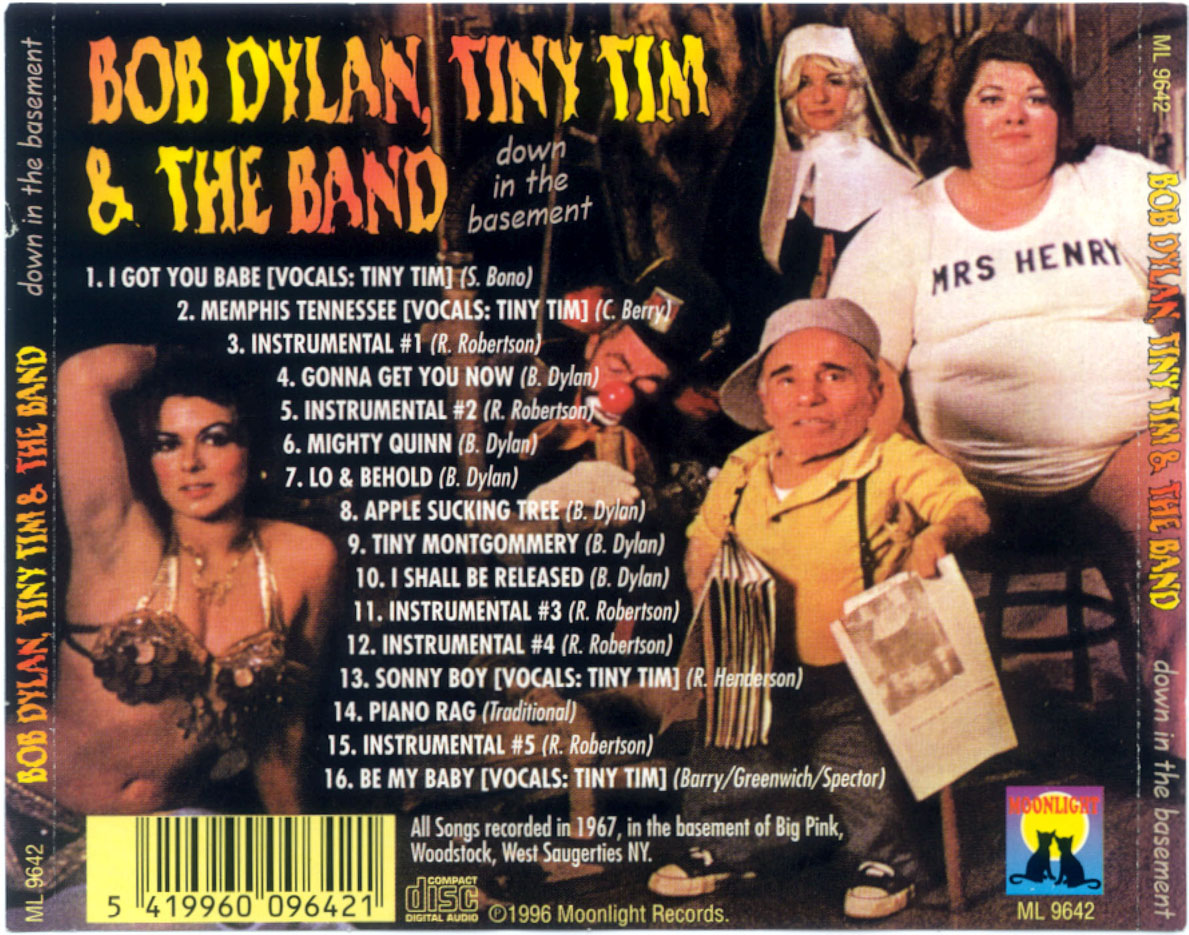 BOB DYLAN, TINY TIM
& THE BAND
down
in the
basement
1. I GOT YOU BABE [VOCALS: TINY TIM] (S. Bono)
2. MEMPHIS TENNESSEE [VOCALS: TINY TIM] (C. Berry)
3. INSTRUMENTAL #1 (R. Robertson)
4. GONNA GET YOU NOW (B. Dylan)
5. INSTRUMENTAL #2 (R. Robertson)
6. MIGHTY QUINN (B. Dylan)
7. LO & BEHOLD (B. Dylan)
8. APPLE SUCKING TREE (B. Dylan)
9. TINY MONTGOMMERY (B. Dylan)
10. I SHALL BE RELEASED (B. Dylan)
11. INSTRUMENTAL #3 (R. Robertson)
12. INSTRUMENTAL #4 (R. Robertson)
13. SONNY BOY [VOCALS: TINY TIM] (R. Henderson)
14. PIANO RAG (Traditional)
15. INSTRUMENTAL #5 (R. Robertson)
16. BE MY BABY [VOCALS: TINY TIM] (Barry/Greenwich/Spector)
MRS HENRY
All Songs recorded in 1967, in the basement of Big Pink,
Woodstock, West Saugerties NY.
5 419960 096421
COMPACT
disc
DIGITAL AUDIO
℗1996 Moonlight Records.
MOONLIGHT
ML 9642
ML 9642 BOB DYLAN, TINY TIM & THE BAND down in the basement
ML 9642 BOB DYLAN, TINY TIM & THE BAND down in the basement